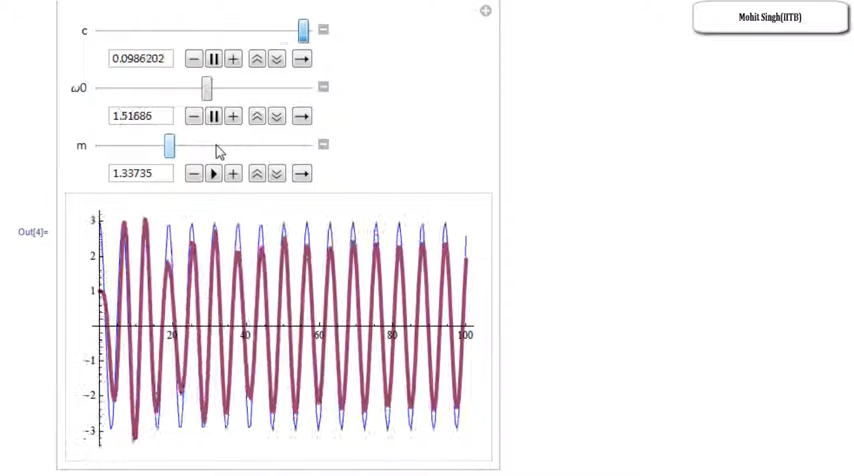 Mohit Singh(IITB)
c
0.0986202
ω0
1.51686
m
1.33735
Out[4]=
3
2
1
20 40 60 80 100
-1
-2
-3